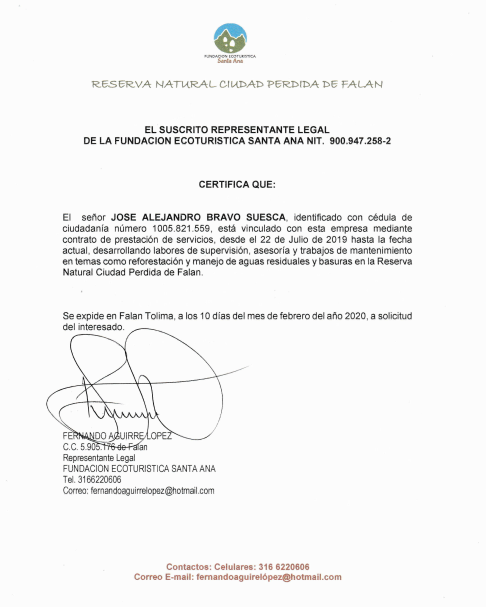 FUNDACION ECOTURISTICA
Santa Ana
RESERVA NATURAL CIUDAD PERDIDA DE FALAN
EL SUSCRITO REPRESENTANTE LEGAL
DE LA FUNDACION ECOTURISTICA SANTA ANA NIT. 900.947.258-2
CERTIFICA QUE:
El señor JOSE ALEJANDRO BRAVO SUESCA, identificado con cédula de
ciudadanía número 1005.821.559, está vinculado con esta empresa mediante
contrato de prestación de servicios, desde el 22 de Julio de 2019 hasta la fecha
actual, desarrollando labores de supervisión, asesoría y trabajos de mantenimiento
en temas como reforestación y manejo de aguas residuales y basuras en la Reserva
Natural Ciudad Perdida de Falan.
Se expide en Falan Tolima, a los 10 días del mes de febrero del año 2020, a solicitud
del interesado.
FERNANDO AGUIRRE LOPEZ
C.C. 5.905.176 de Falan
Representante Legal
FUNDACION ECOTURISTICA SANTA ANA
Tel. 3166220606
Correo: fernandoaguirrelopez@hotmail.com
Contactos: Celulares: 316 6220606
Correo E-mail: fernandoaguirelópez@hotmail.com